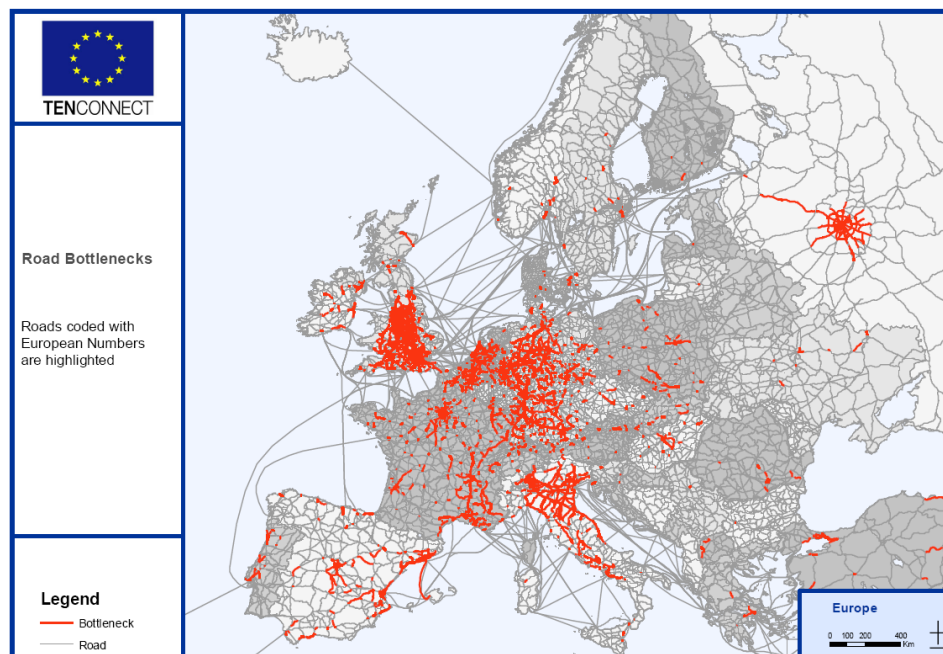 TENCONNECT
Road Bottlenecks
Roads coded with
European Numbers
are highlighted
Legend
Bottleneck
Road
Europe
0 100 200 400
Km